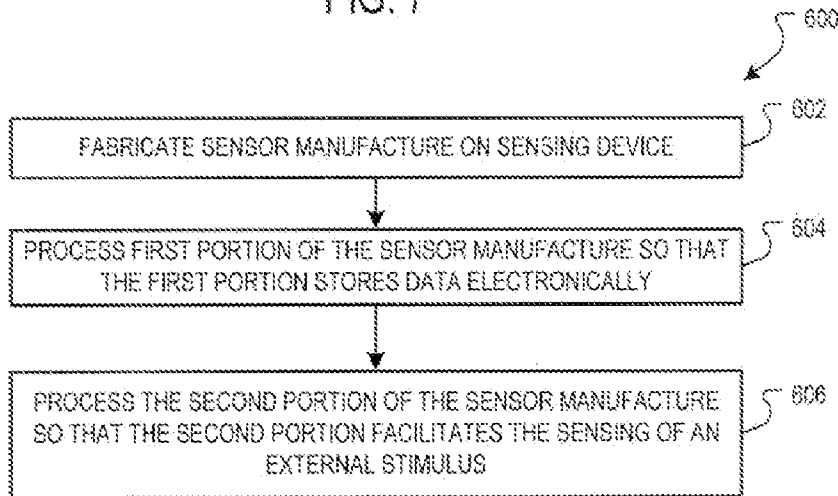 600
602
FABRICATE SENSOR MANUFACTURE ON SENSING DEVICE
604
PROCESS FIRST PORTION OF THE SENSOR MANUFACTURE SO THAT
THE FIRST PORTION STORES DATA ELECTRONICALLY
PROCESS THE SECOND PORTION OF THE SENSOR MANUFACTURE
SO THAT THE SECOND PORTION FACILITATES THE SENSING OF AN
EXTERNAL STIMULUS
606